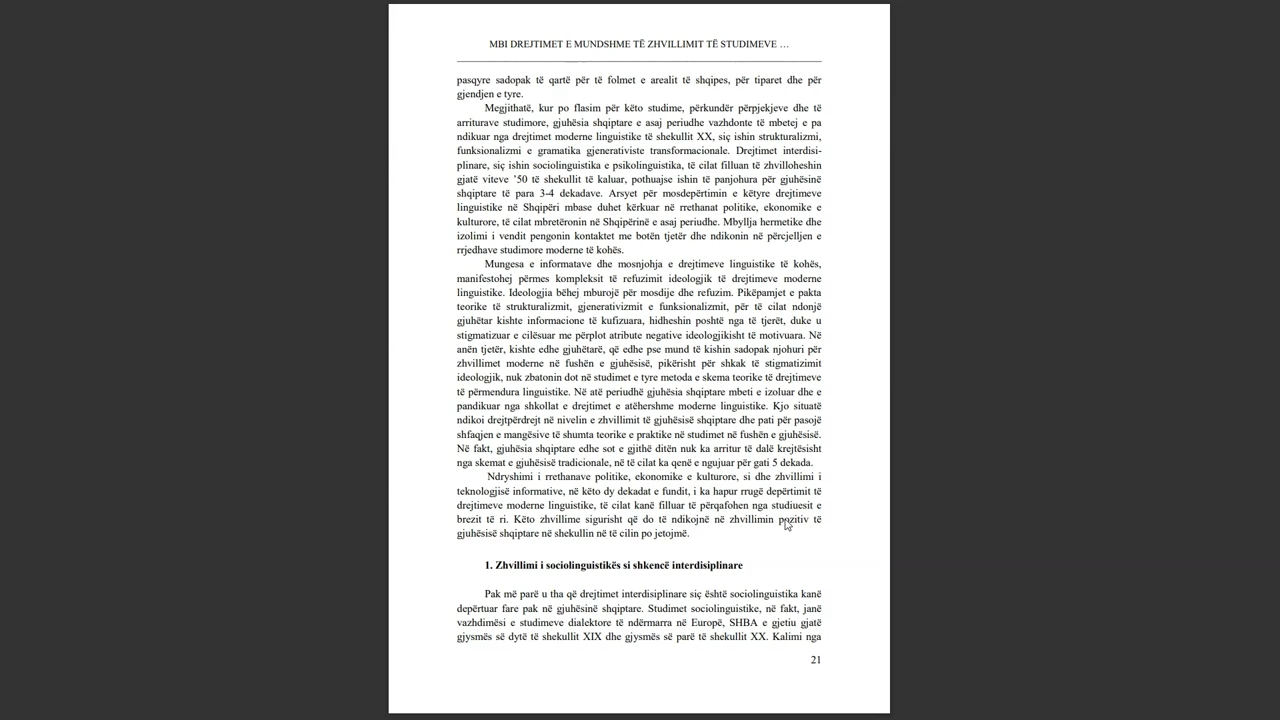 MBI DREJTIMET E MUNDSHME TË ZHVILLIMIT TË STUDIMEVE …
pasqyre sadopak të qartë për të folmet e arealit të shqipes, për tiparet dhe për
gjendjen e tyre.
Megjithatë, kur po flasim për këto studime, përkundër përpjekjeve dhe të
arriturave studimore, gjuhësia shqiptare e asaj periudhe vazhdonte të mbetej e pa
ndikuar nga drejtimet moderne linguistike të shekullit XX, siç ishin strukturalizmi,
funksionalizmi e gramatika gjenerativiste transformacionale. Drejtimet interdisi-
plinare, siç ishin sociolinguistika e psikolinguistika, të cilat filluan të zhvilloheshin
gjatë viteve ’50 të shekullit të kaluar, pothuajse ishin të panjohura për gjuhësinë
shqiptare të para 3-4 dekadave. Arsyet për mosdepërtimin e këtyre drejtimeve
linguistike në Shqipëri mbase duhet kërkuar në rrethanat politike, ekonomike e
kulturore, të cilat mbretëronin në Shqipërinë e asaj periudhe. Mbyllja hermetike dhe
izolimi i vendit pengonin kontaktet me botën tjetër dhe ndikonin në përcjelljen e
rrjedhave studimore moderne të kohës.
Mungesa e informatave dhe mosnjohja e drejtimeve linguistike të kohës,
manifestohej përmes kompleksit të refuzimit ideologjik të drejtimeve moderne
linguistike. Ideologjia bëhej mburojë për mosdije dhe refuzim. Pikëpamjet e pakta
teorike të strukturalizmit, gjenerativizmit e funksionalizmit, për të cilat ndonjë
gjuhëtar kishte informacione të kufizuara, hidheshin poshtë nga të tjerët, duke u
stigmatizuar e cilësuar me përplot atribute negative ideologjikisht të motivuara. Në
anën tjetër, kishte edhe gjuhëtarë, që edhe pse mund të kishin sadopak njohuri për
zhvillimet moderne në fushën e gjuhësisë, pikërisht për shkak të stigmatizimit
ideologjik, nuk zbatonin dot në studimet e tyre metoda e skema teorike të drejtimeve
të përmendura linguistike. Në atë periudhë gjuhësia shqiptare mbeti e izoluar dhe e
pandikuar nga shkollat e drejtimet e atëhershme moderne linguistike. Kjo situatë
ndikoi drejtpërdrejt në nivelin e zhvillimit të gjuhësisë shqiptare dhe pati për pasojë
shfaqjen e mangësive të shumta teorike e praktike në studimet në fushën e gjuhësisë.
Në fakt, gjuhësia shqiptare edhe sot e gjithë ditën nuk ka arritur të dalë krejtësisht
nga skemat e gjuhësisë tradicionale, në të cilat ka qenë e ngujuar për gati 5 dekada.
Ndryshimi i rrethanave politike, ekonomike e kulturore, si dhe zhvillimi i
teknologjisë informative, në këto dy dekadat e fundit, i ka hapur rrugë depërtimit të
drejtimeve moderne linguistike, të cilat kanë filluar të përqafohen nga studiuesit e
brezit të ri. Këto zhvillime sigurisht që do të ndikojnë në zhvillimin pozitiv të
gjuhësisë shqiptare në shekullin në të cilin po jetojmë.
1. Zhvillimi i sociolinguistikës si shkencë interdisiplinare
Pak më parë u tha që drejtimet interdisiplinare siç është sociolinguistika kanë
depërtuar fare pak në gjuhësinë shqiptare. Studimet sociolinguistike, në fakt, janë
vazhdimësi e studimeve dialektore të ndërmarra në Europë, SHBA e gjetiu gjatë
gjysmës së dytë të shekullit XIX dhe gjysmës së parë të shekullit XX. Kalimi nga
21